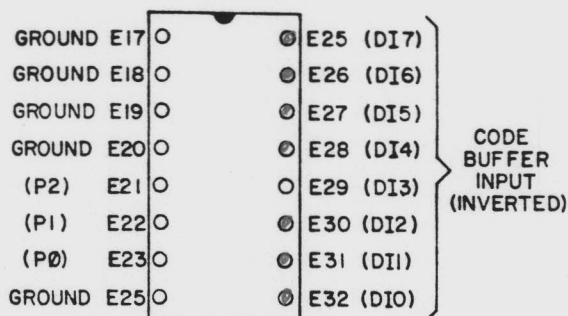 GROUND E17 E25 (DI7)
GROUND E18 E26 (DI6)
GROUND E19 E27 (DI5)
GROUND E20 E28 (DI4)
(P2) E21 E29 (DI3)
(P1) E22 E30 (DI2)
(PØ) E23 E31 (DI1)
GROUND E25 E32 (DIO)
CODE
BUFFER
INPUT
(INVERTED)